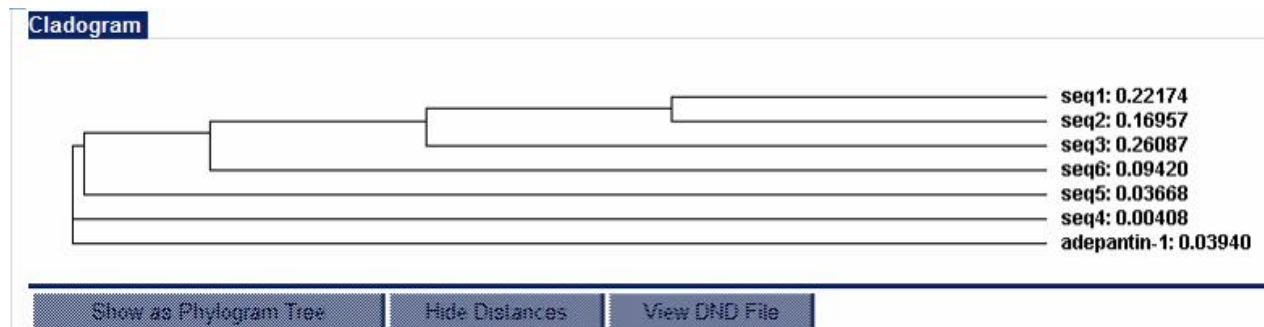 Cladogram
seq1: 0.22174
seq2: 0.16957
seq3: 0.26087
seq6: 0.09420
seq5: 0.03668
seq4: 0.00408
adepantin-1: 0.03940
Show as Phylogram Tree Hide Distances View DND File